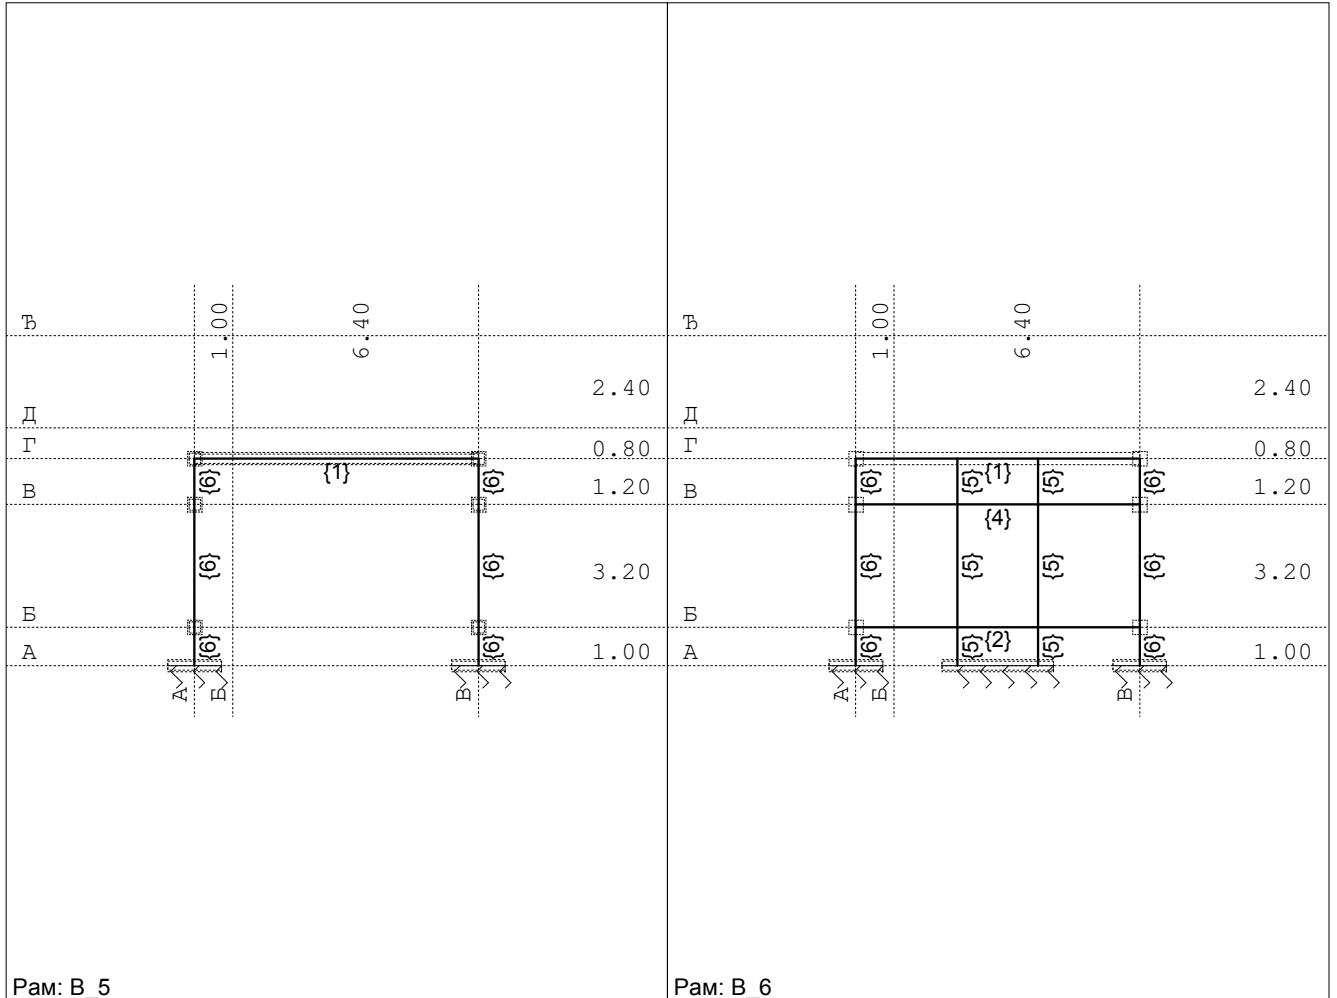 1.00
6.40
Ђ
2.40
Д
Г
0.80
{1}
{6}
{6}
В
1.20
{6}
{6}
3.20
Б
А
{6}
{6}
1.00
А
Б
В
Рам: В_5
1.00
6.40
Ђ
2.40
Д
Г
0.80
{6}
{5}
{1}
{5}
{6}
В
1.20
{4}
{6}
{5}
{5}
{6}
3.20
Б
А
{6}
{5}
{2}
{5}
{6}
1.00
А
Б
В
Рам: В_6